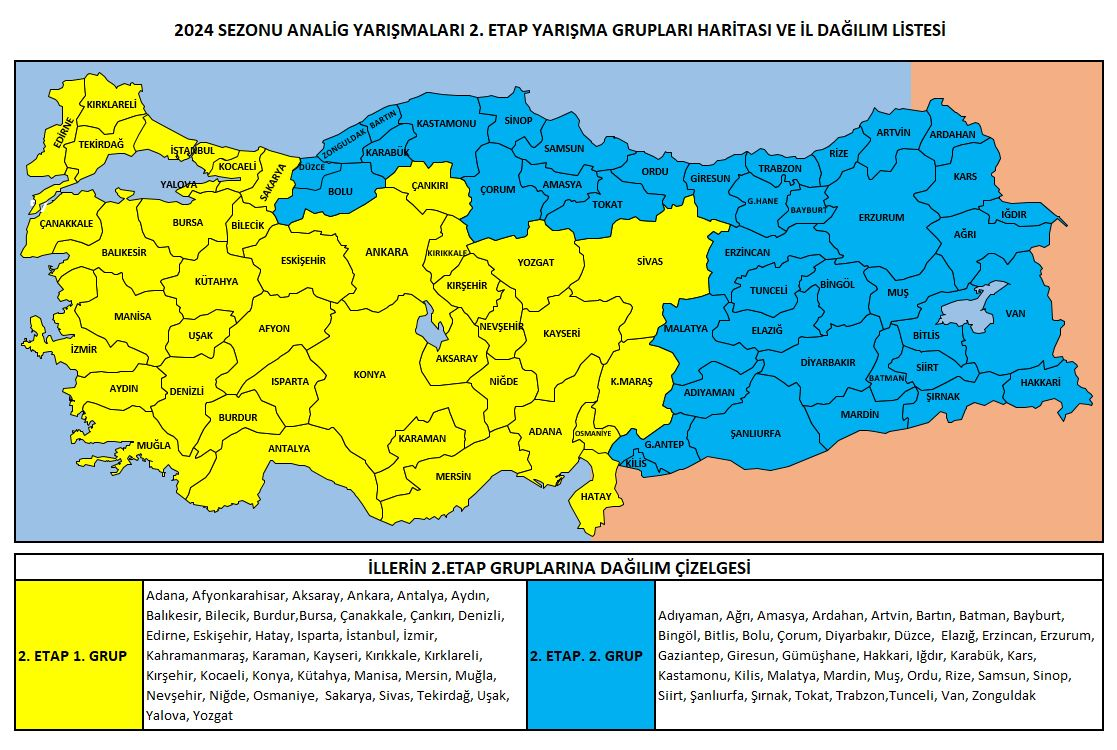 2024 SEZONU ANALİG YARIŞMALARI 2. ETAP YARIŞMA GRUPLARI HARİTASI VE İL DAĞILIM LİSTESİ
KIRKLARELİ
EDİRNE
TEKİRDAĞ
İSTANBUL
KOCAELİ
YALOVA
SAKARYA
DÜZCE
ZONGULDAK
BARTIN
KARABÜK
BOLU
KASTAMONU
SİNOP
ÇANKIRI
ÇORUM
SAMSUN
AMASYA
TOKAT
ORDU
GİRESUN
TRABZON
G.HANE
BAYBURT
RİZE
ARTVİN
ARDAHAN
KARS
IĞDIR
ERZURUM
AĞRI
ÇANAKKALE
BURSA
BİLECİK
BALIKESİR
KÜTAHYA
ESKİŞEHİR
ANKARA
KIRIKKALE
KIRŞEHİR
YOZGAT
SİVAS
ERZİNCAN
TUNCELİ
BİNGÖL
MUŞ
VAN
MANİSA
UŞAK
AFYON
İZMİR
KONYA
AKSARAY
NEVŞEHİR
KAYSERİ
MALATYA
ELAZIĞ
BİTLİS
AYDIN
DENİZLİ
ISPARTA
BURDUR
NİĞDE
K.MARAŞ
ADIYAMAN
DİYARBAKIR
BATMAN
SİİRT
ŞIRNAK
HAKKARİ
MUĞLA
ANTALYA
KARAMAN
MERSİN
ADANA
OSMANİYE
G.ANTEP
KİLİS
ŞANLIURFA
MARDİN
HATAY
İLLERİN 2.ETAP GRUPLARINA DAĞILIM ÇİZELGESİ
2. ETAP 1. GRUP
Adana, Afyonkarahisar, Aksaray, Ankara, Antalya, Aydın,
Balıkesir, Bilecik, Burdur,Bursa, Çanakkale, Çankırı, Denizli,
Edirne, Eskişehir, Hatay, Isparta, İstanbul, İzmir,
Kahramanmaraş, Karaman, Kayseri, Kırıkkale, Kırklareli,
Kırşehir, Kocaeli, Konya, Kütahya, Manisa, Mersin, Muğla,
Nevşehir, Niğde, Osmaniye, Sakarya, Sivas, Tekirdağ, Uşak,
Yalova, Yozgat
2. ETAP. 2. GRUP
Adıyaman, Ağrı, Amasya, Ardahan, Artvin, Bartın, Batman, Bayburt,
Bingöl, Bitlis, Bolu, Çorum, Diyarbakır, Düzce, Elazığ, Erzincan, Erzurum,
Gaziantep, Giresun, Gümüşhane, Hakkari, Iğdır, Karabük, Kars,
Kastamonu, Kilis, Malatya, Mardin, Muş, Ordu, Rize, Samsun, Sinop,
Siirt, Şanlıurfa, Şırnak, Tokat, Trabzon,Tunceli, Van, Zonguldak